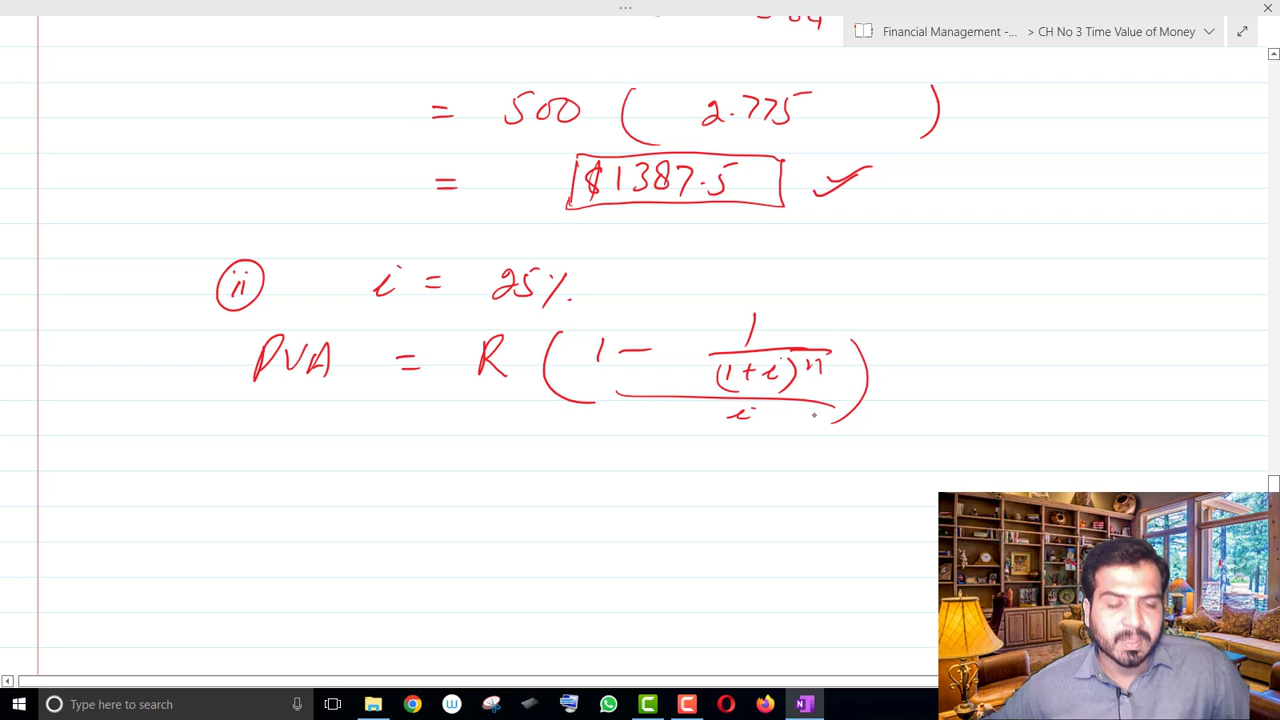 Financial Management -... > CH No 3 Time Value of Money
= 500 ( 2.775 )
= $1387.5 ✓
ii i = 25%.
PVA = R ( 1 - 1 / (1+i)^n / i )
Type here to search